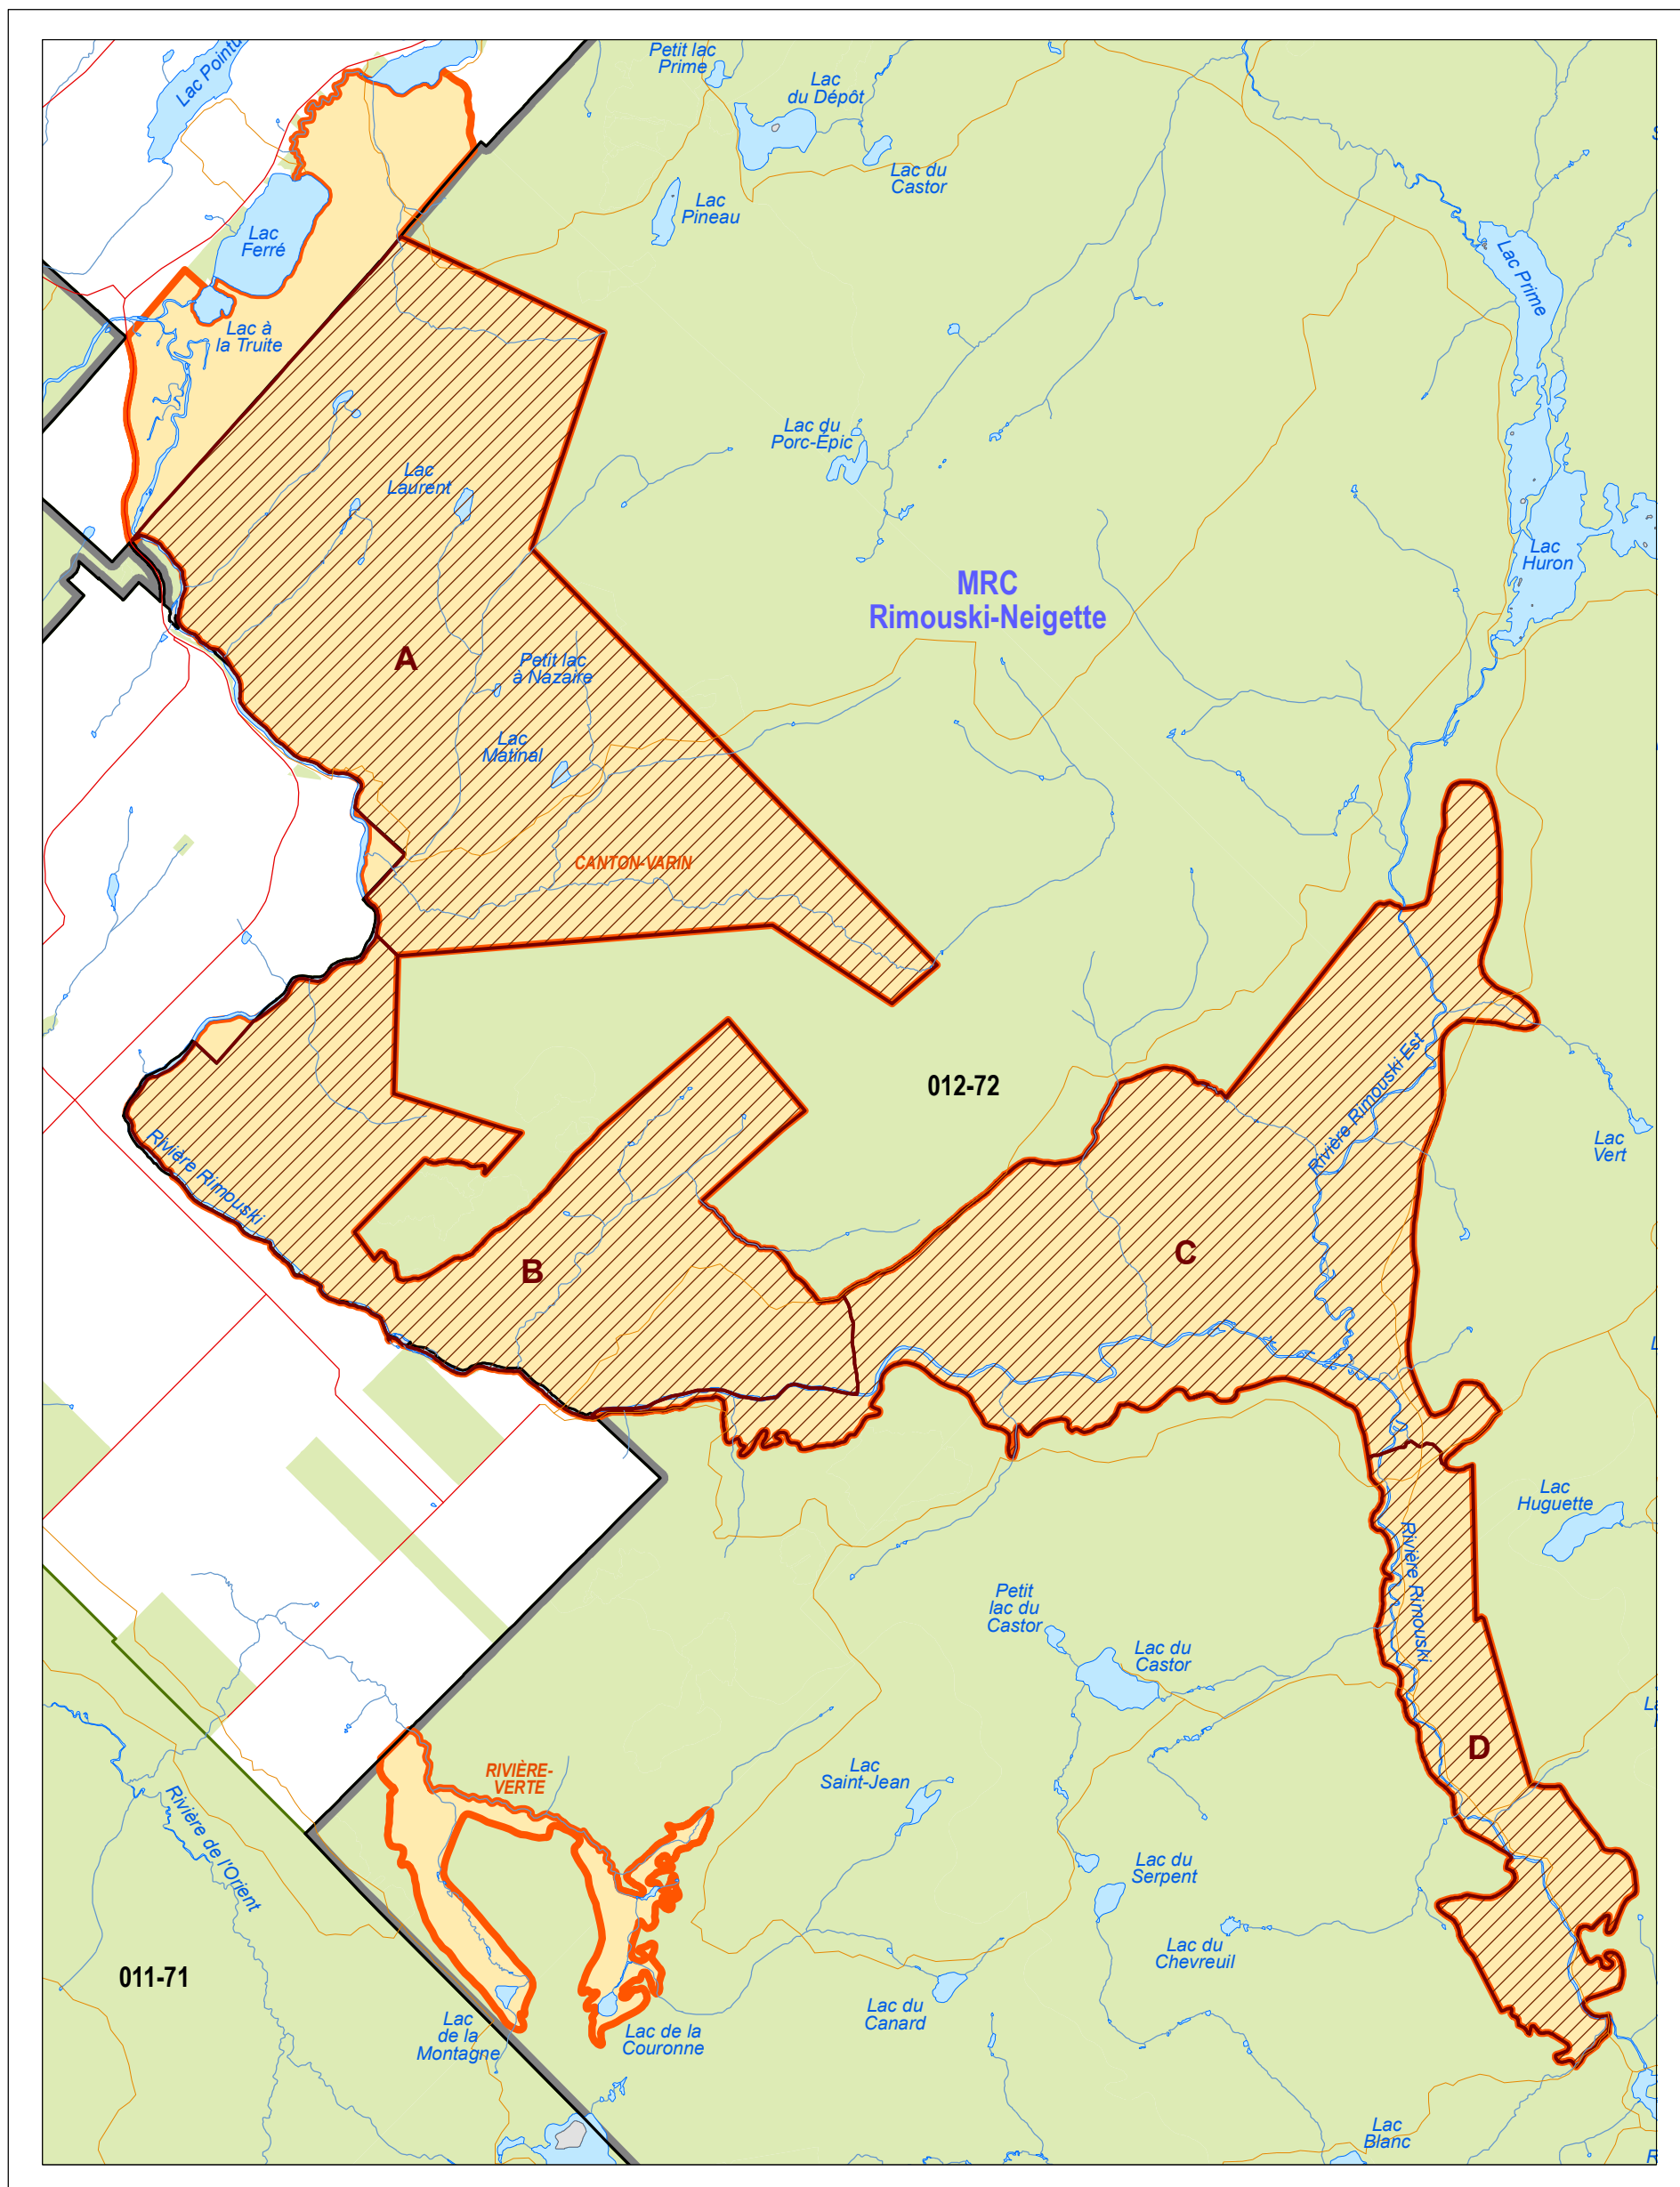 Lac Pointu
Petit lac
Prime
Lac
du Dépôt
Lac du
Castor
Lac
Pineau
Lac
Ferré
Lac Prime
Lac à
la Truite
Lac du
Porc-Épic
Lac
Laurent
Lac
Huron
MRC
Rimouski-Neigette
A
Petit lac
à Nazaire
Lac
Matinal
CANTON-VARIN
012-72
Rivière Rimouski Est
Lac
Vert
Rivière Rimouski
B
C
Lac
Huguette
Rivière Rimouski
Petit
lac du
Castor
Lac du
Castor
D
RIVIÈRE-
VERTE
Lac
Saint-Jean
Rivière de l'Orient
Lac du
Serpent
Lac du
Chevreuil
011-71
Lac du
Canard
Lac
de la
Montagne
Lac de la
Couronne
Lac
Blanc